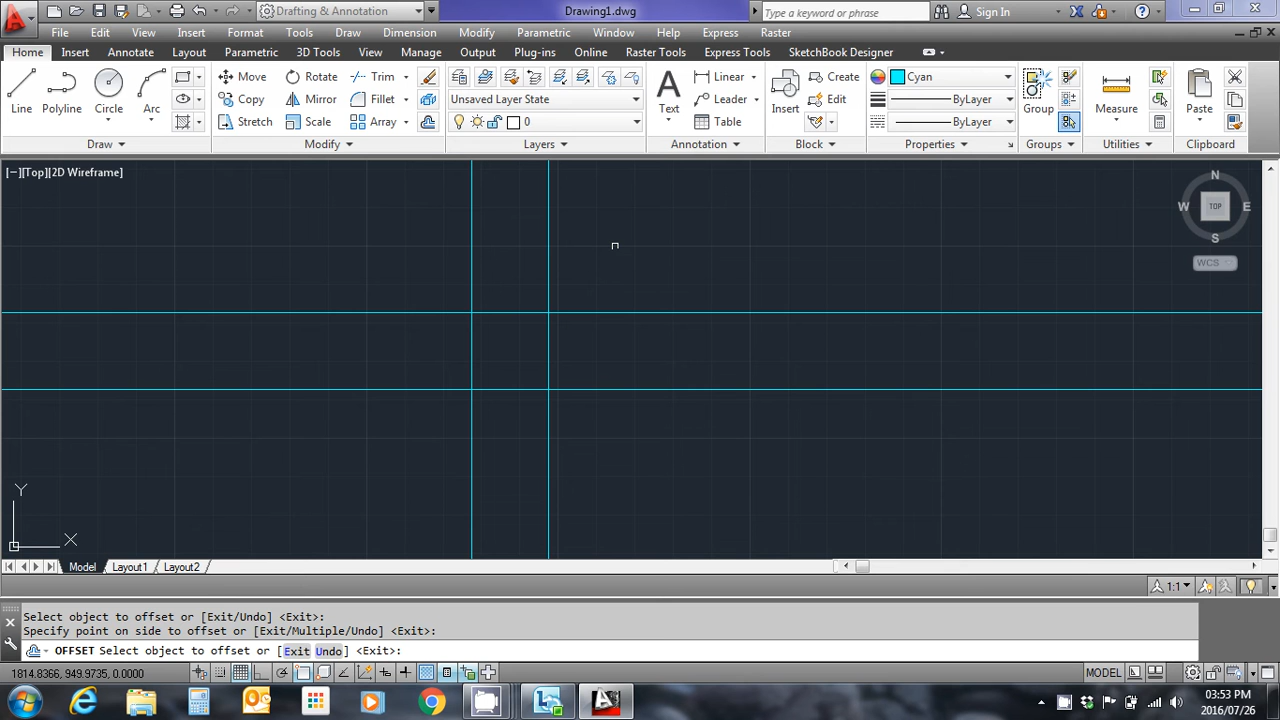 Drafting & Annotation
Drawing1.dwg
Type a keyword or phrase
Sign In
File Edit View Insert Format Tools Draw Dimension Modify Parametric Window Help Express Raster
Home Insert Annotate Layout Parametric 3D Tools View Manage Output Plug-ins Online Raster Tools Express Tools SketchBook Designer
Line Polyline Circle Arc
Move Rotate Trim
Copy Mirror Fillet
Stretch Scale Array
Unsaved Layer State
0
Text
Linear
Leader
Table
Insert
Create
Edit
Cyan
ByLayer
ByLayer
Group
Measure
Paste
Draw Modify Layers Annotation Block Properties Groups Utilities Clipboard
[−][Top][2D Wireframe]
N
W TOP E
S
WCS
Y
X
Model Layout1 Layout2
1:1
Select object to offset or [Exit/Undo] <Exit>:
Specify point on side to offset or [Exit/Multiple/Undo] <Exit>:
OFFSET Select object to offset or [Exit Undo] <Exit>:
1814.8366, 949.9735, 0.0000
MODEL
03:53 PM
2016/07/26